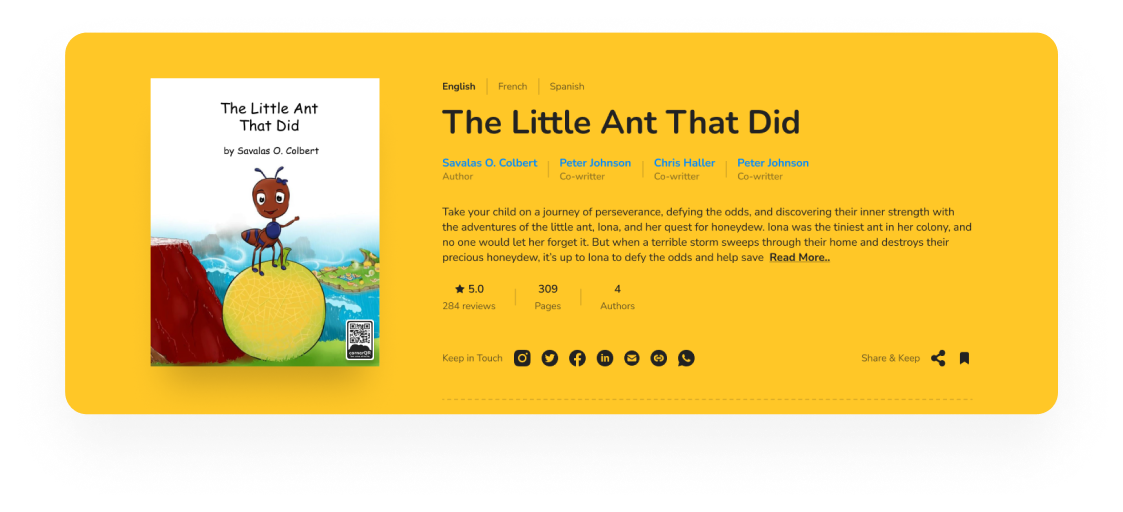 The Little Ant
That Did
by Savalas O. Colbert
cornerQR
English French Spanish
The Little Ant That Did
Savalas O. Colbert Peter Johnson Chris Haller Peter Johnson
Author Co-writter Co-writter Co-writter
Take your child on a journey of perseverance, defying the odds, and discovering their inner strength with
the adventures of the little ant, Iona, and her quest for honeydew. Iona was the tiniest ant in her colony, and
no one would let her forget it. But when a terrible storm sweeps through their home and destroys their
precious honeydew, it's up to Iona to defy the odds and help save Read More..
★ 5.0 309 4
284 reviews Pages Authors
Keep in Touch Share & Keep